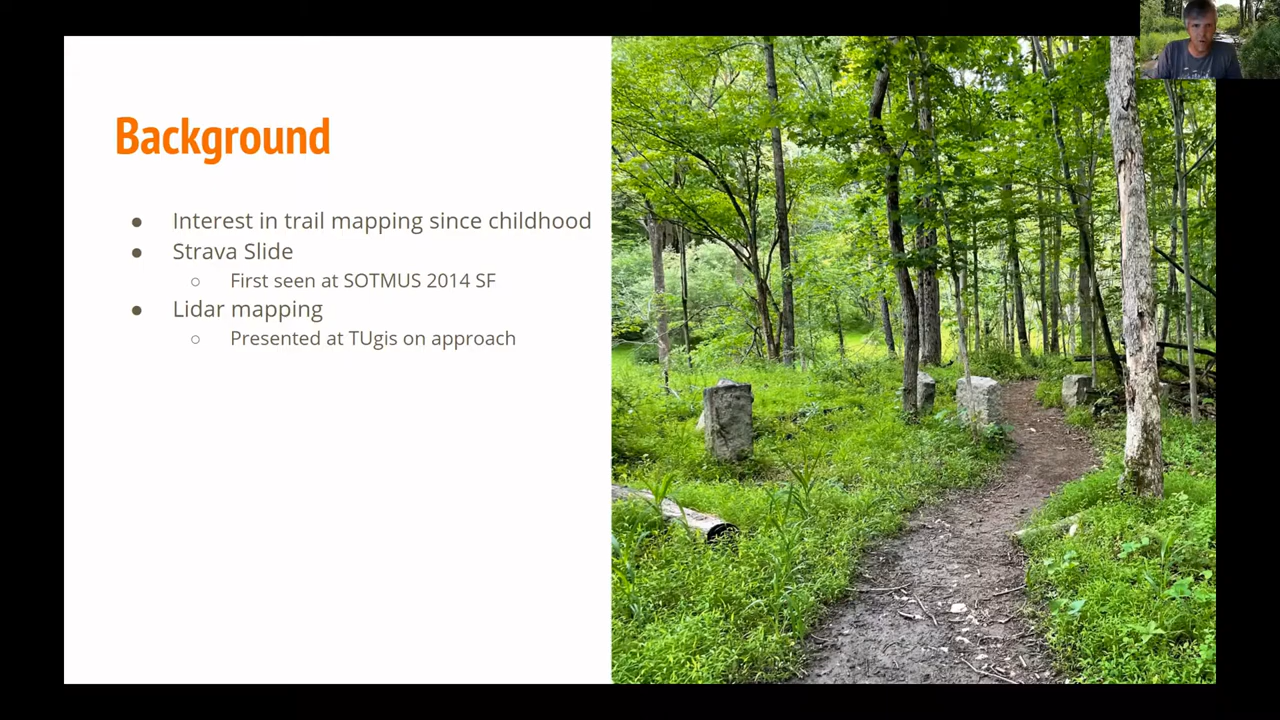 Background
● Interest in trail mapping since childhood
● Strava Slide
○ First seen at SOTMUS 2014 SF
● Lidar mapping
○ Presented at TUgis on approach